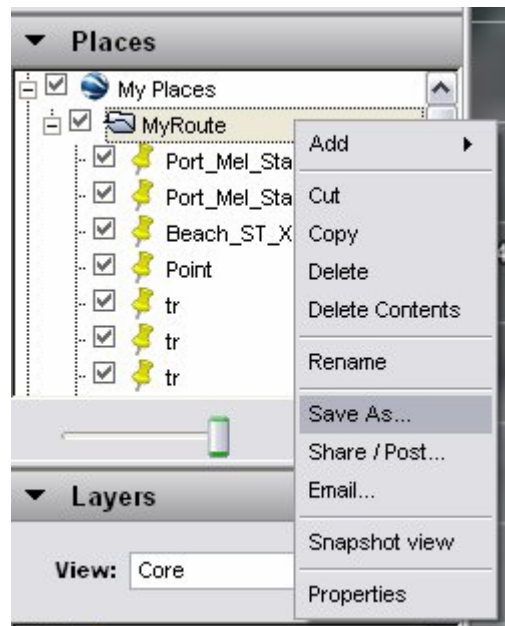 Places
My Places
MyRoute
Port_Mel_Sta
Port_Mel_Sta
Beach_ST_X
Point
tr
tr
tr
Add
Cut
Copy
Delete
Delete Contents
Rename
Save As...
Share / Post...
Email...
Snapshot view
Properties
Layers
View: Core